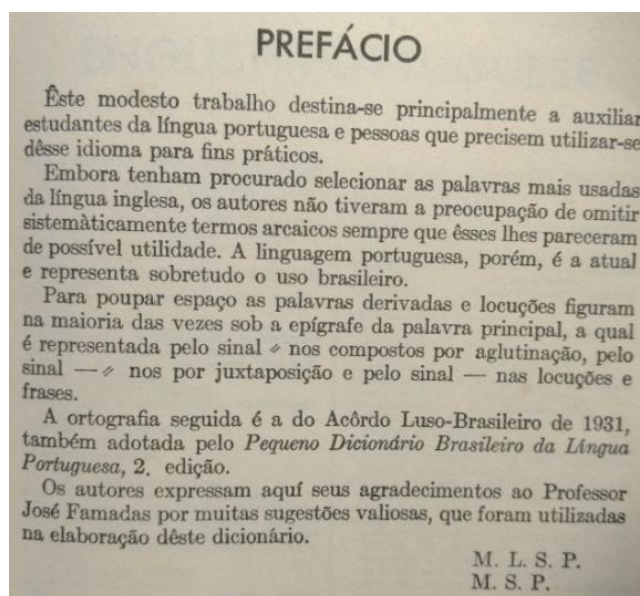 PREFÁCIO
Êste modesto trabalho destina-se principalmente a auxiliar
estudantes da língua portuguesa e pessoas que precisem utilizar-se
dêsse idioma para fins práticos.
Embora tenham procurado selecionar as palavras mais usadas
da língua inglesa, os autores não tiveram a preocupação de omitir
sistemàticamente termos arcaicos sempre que êsses lhes pareceram
de possível utilidade. A linguagem portuguesa, porém, é a atual
e representa sobretudo o uso brasileiro.
Para poupar espaço as palavras derivadas e locuções figuram
na maioria das vezes sob a epígrafe da palavra principal, a qual
é representada pelo sinal ⸗ nos compostos por aglutinação, pelo
sinal —⸗ nos por juxtaposição e pelo sinal — nas locuções e
frases.
A ortografia seguida é a do Acôrdo Luso-Brasileiro de 1931,
também adotada pelo Pequeno Dicionário Brasileiro da Língua
Portuguesa, 2. edição.
Os autores expressam aquí seus agradecimentos ao Professor
José Famadas por muitas sugestões valiosas, que foram utilizadas
na elaboração dêste dicionário.
M. L. S. P.
M. S. P.